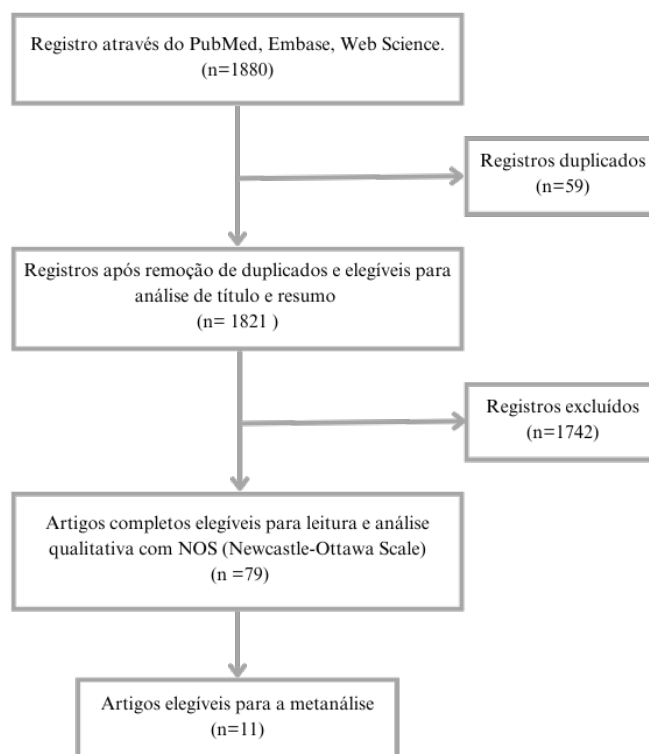 Registro através do PubMed, Embase, Web Science.
(n=1880)
Registros duplicados
(n=59)
Registros após remoção de duplicados e elegíveis para
análise de título e resumo
(n= 1821 )
Registros excluídos
(n=1742)
Artigos completos elegíveis para leitura e análise
qualitativa com NOS (Newcastle-Ottawa Scale)
(n =79)
Artigos elegíveis para a metanálise
(n=11)